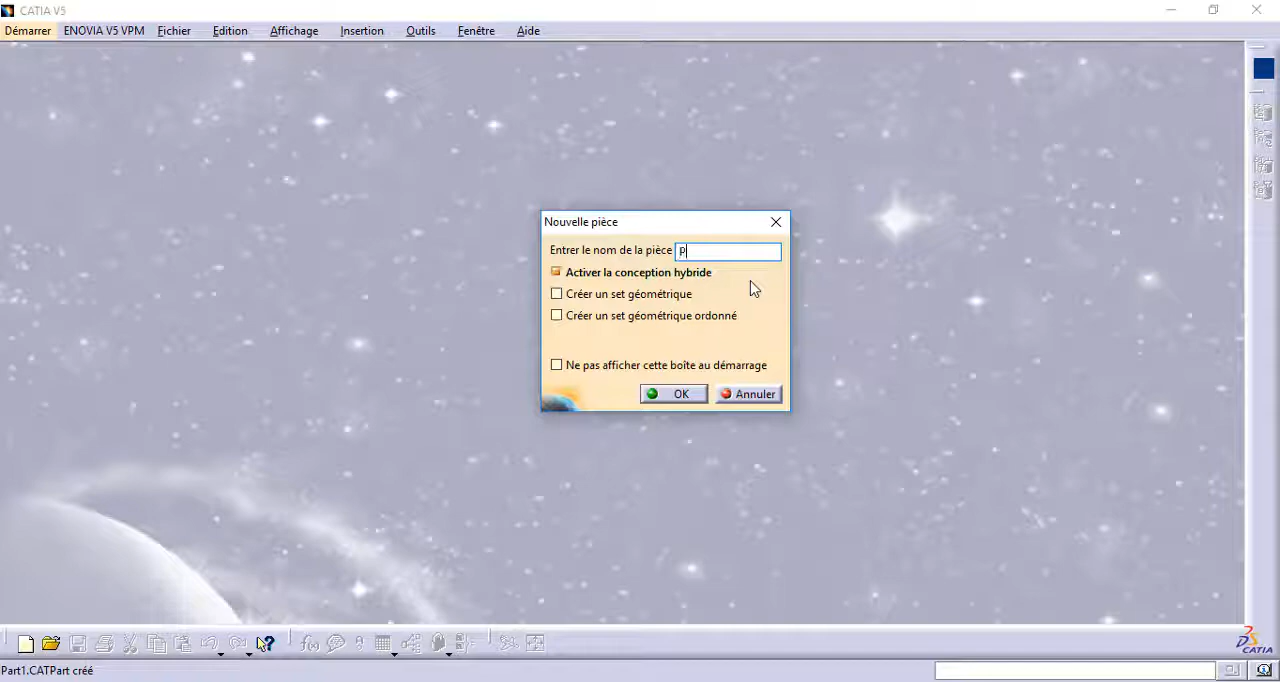 CATIA V5
Démarrer ENOVIA V5 VPM Fichier Edition Affichage Insertion Outils Fenêtre Aide
Nouvelle pièce
Entrer le nom de la pièce p
Activer la conception hybride
Créer un set géométrique
Créer un set géométrique ordonné
Ne pas afficher cette boîte au démarrage
OK Annuler
f(x)
CATIA
Part1.CATPart créé